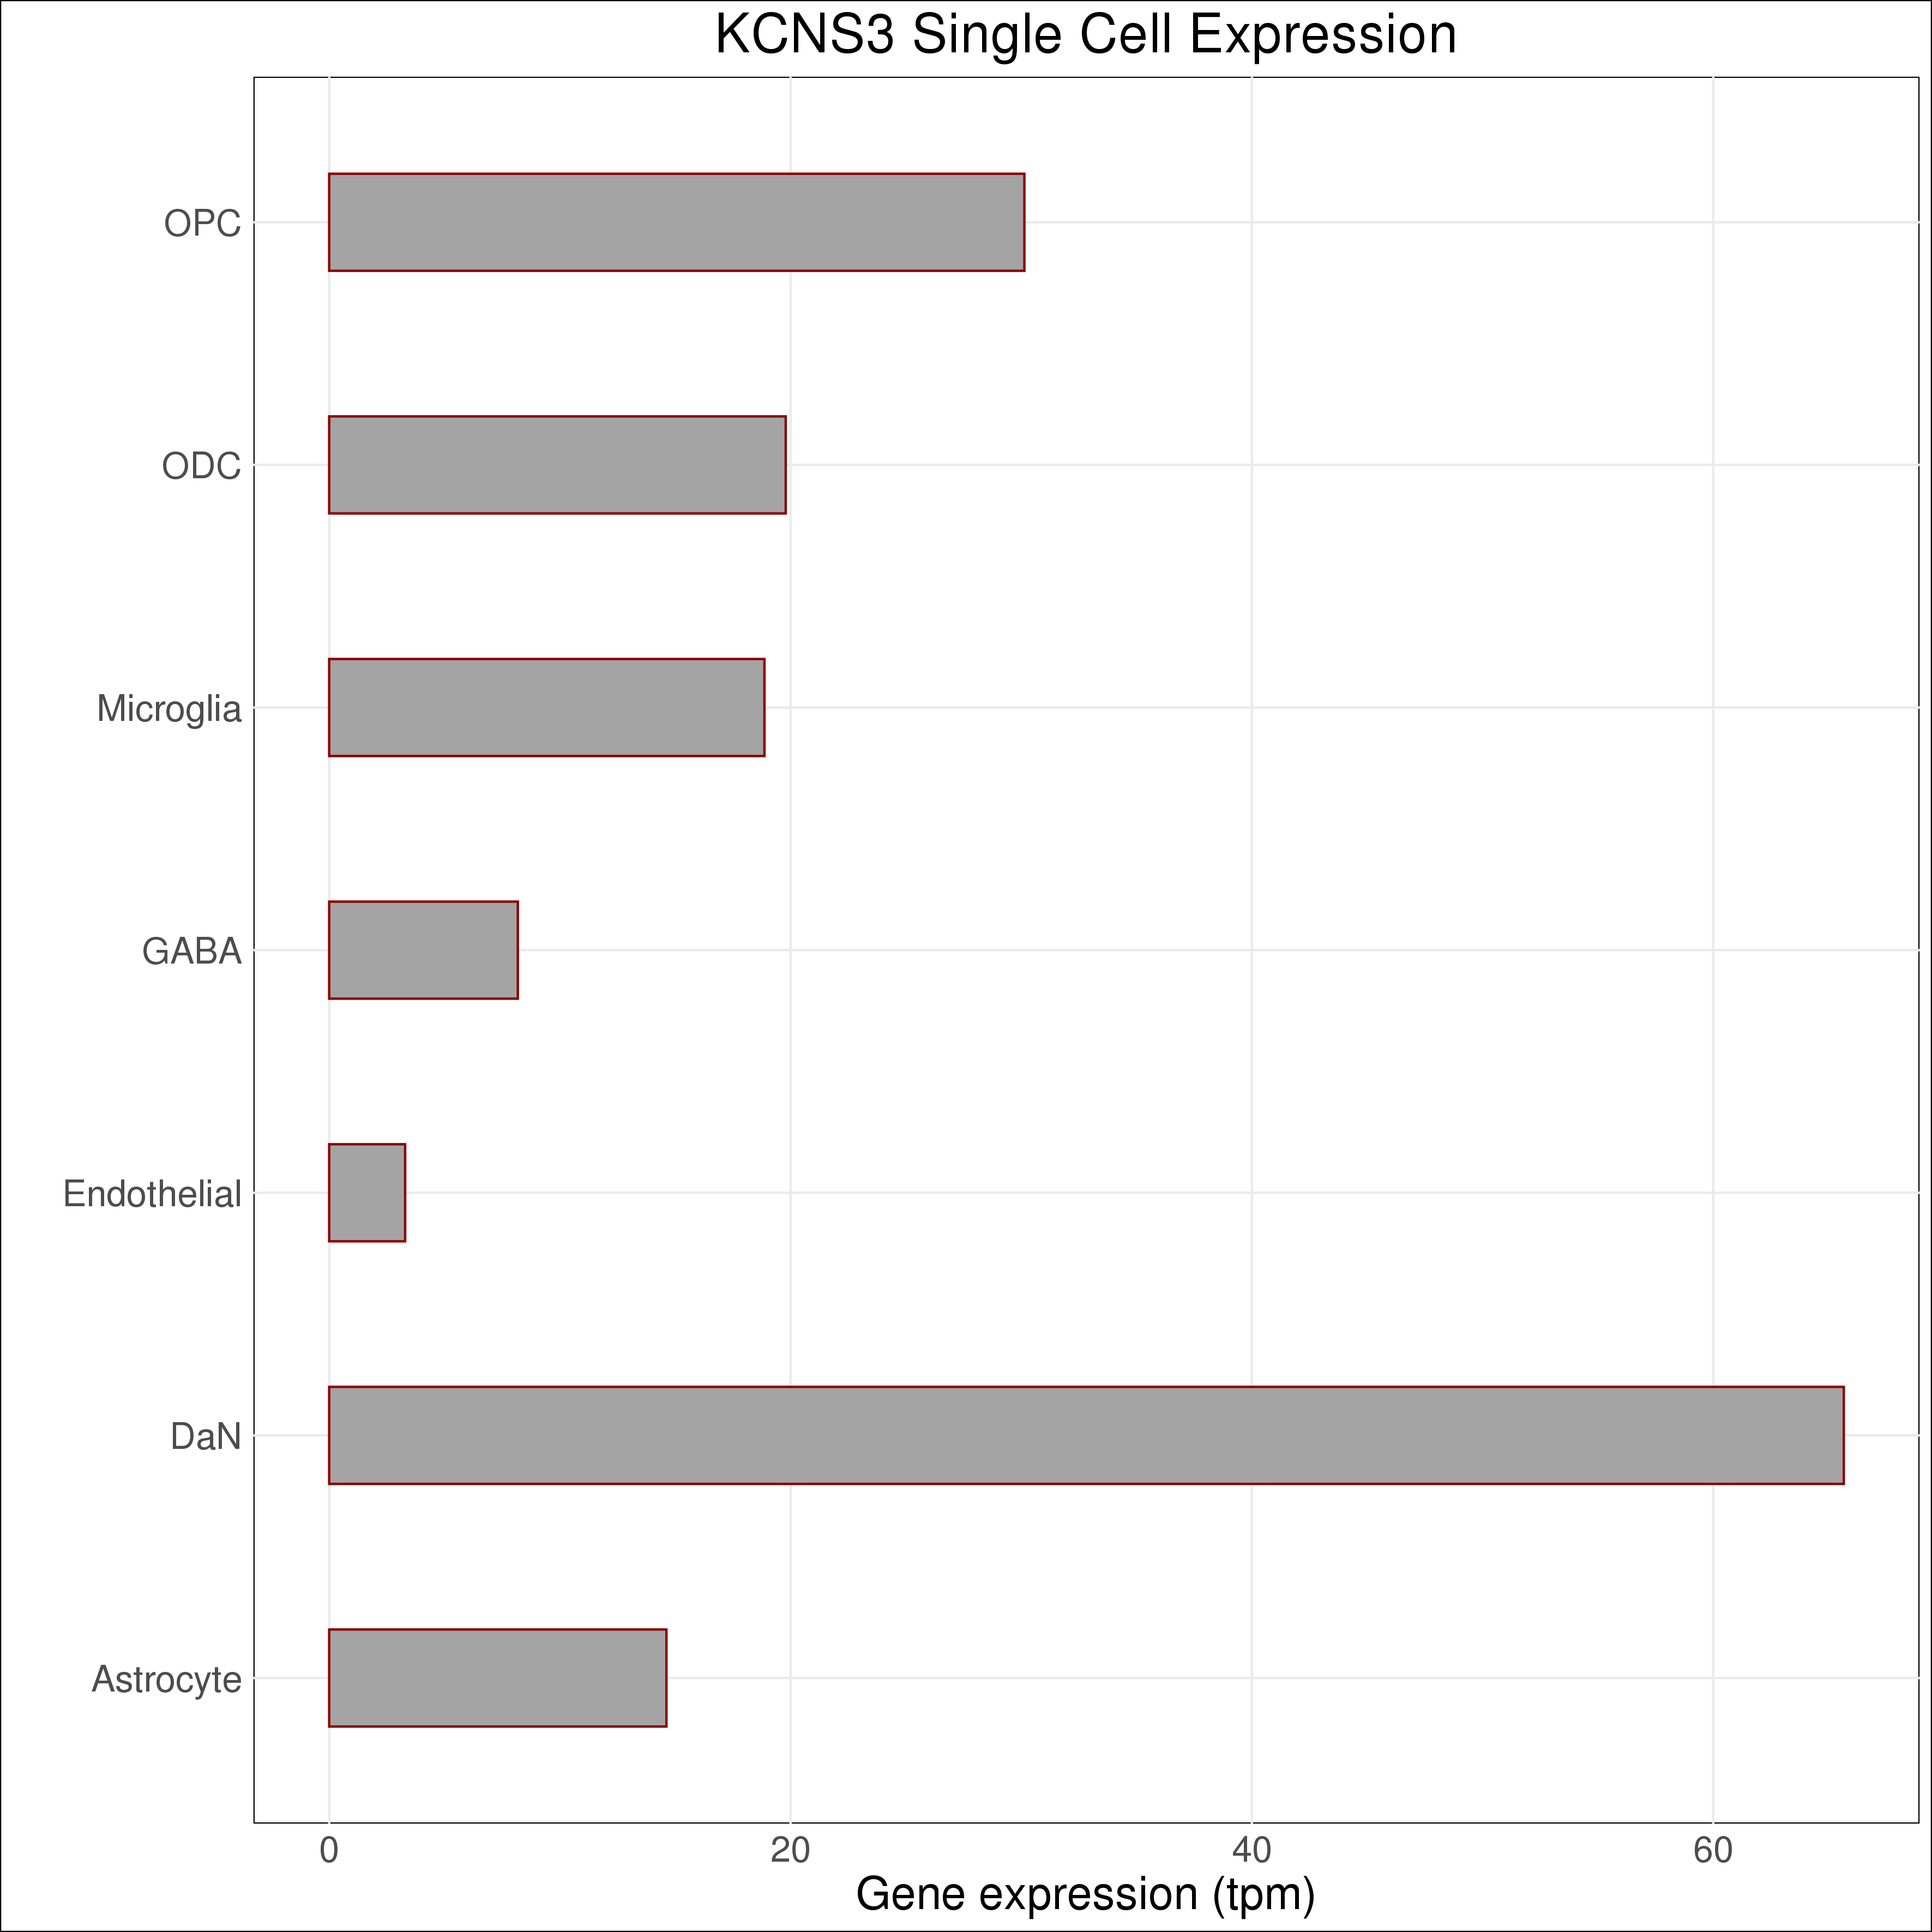 KCNS3 Single Cell Expression
OPC
ODC
Microglia
GABA
Endothelial
DaN
Astrocyte
0 20 40 60
Gene expression (tpm)